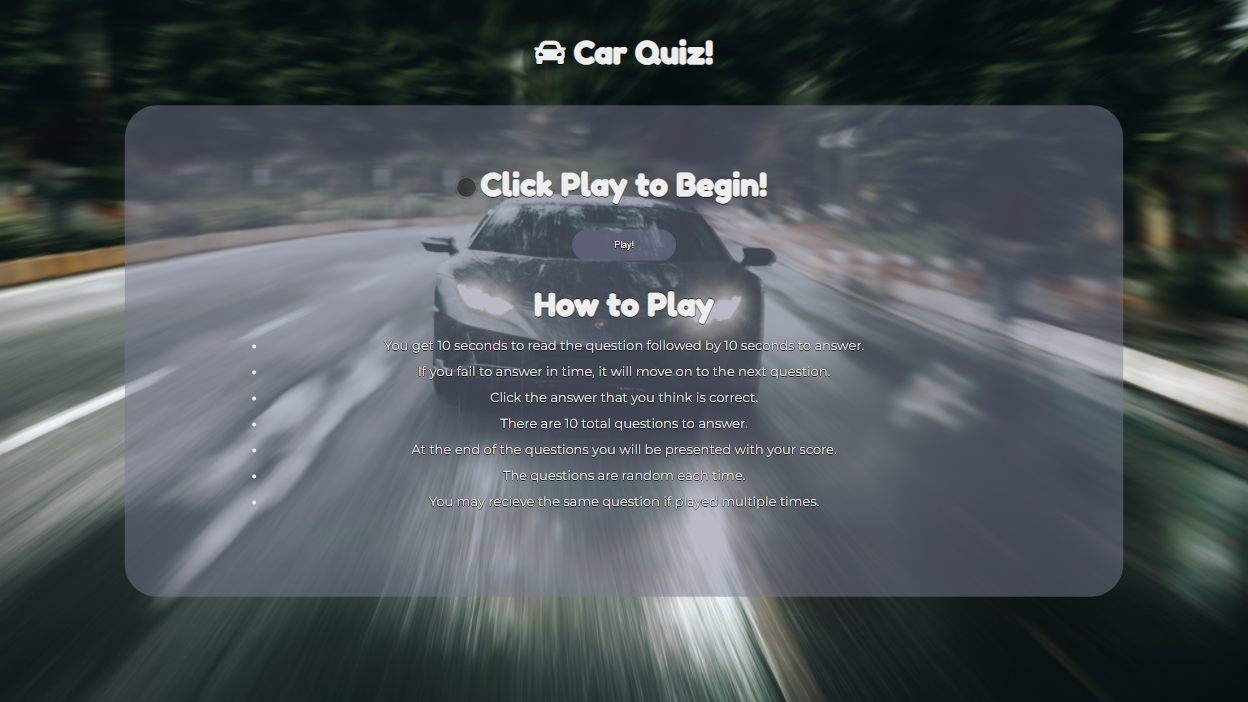 Car Quiz!
Click Play to Begin!
Play!
How to Play
You get 10 seconds to read the question followed by 10 seconds to answer.
If you fail to answer in time, it will move on to the next question.
Click the answer that you think is correct.
There are 10 total questions to answer.
At the end of the questions you will be presented with your score.
The questions are random each time.
You may recieve the same question if played multiple times.